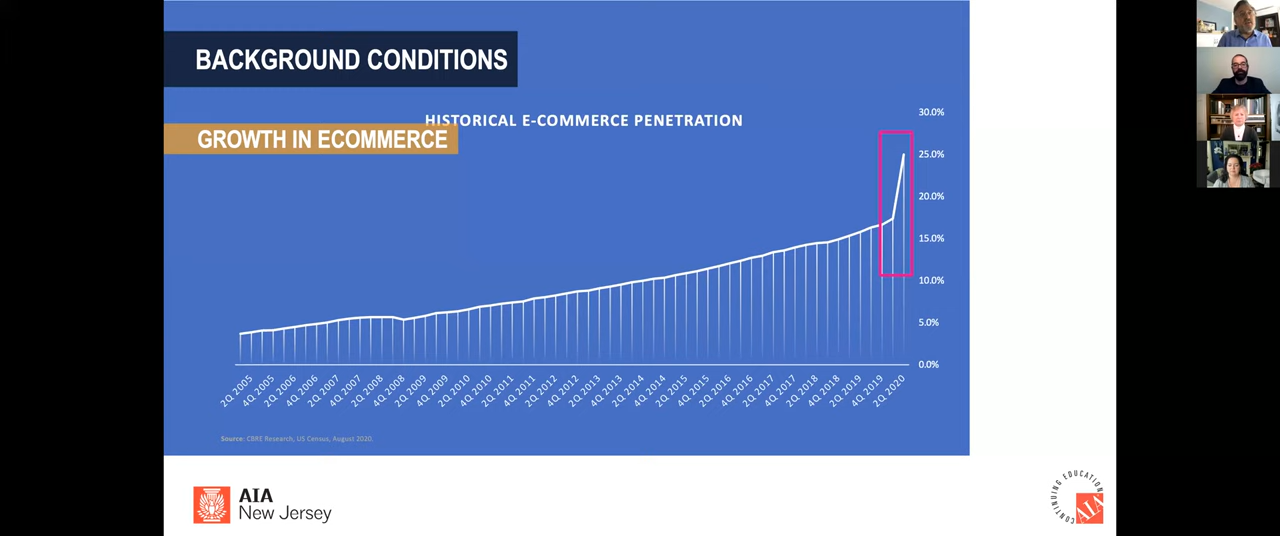 BACKGROUND CONDITIONS
HISTORICAL E-COMMERCE PENETRATION
GROWTH IN ECOMMERCE
30.0%
25.0%
20.0%
15.0%
10.0%
5.0%
0.0%
2Q 2005
4Q 2005
2Q 2006
4Q 2006
2Q 2007
4Q 2007
2Q 2008
4Q 2008
2Q 2009
4Q 2009
2Q 2010
4Q 2010
2Q 2011
4Q 2011
2Q 2012
4Q 2012
2Q 2013
4Q 2013
2Q 2014
4Q 2014
2Q 2015
4Q 2015
2Q 2016
4Q 2016
2Q 2017
4Q 2017
2Q 2018
4Q 2018
2Q 2019
4Q 2019
2Q 2020
Source: CBRE Research, US Census, August 2020.
AIA
New Jersey
CONTINUING EDUCATION
AIA